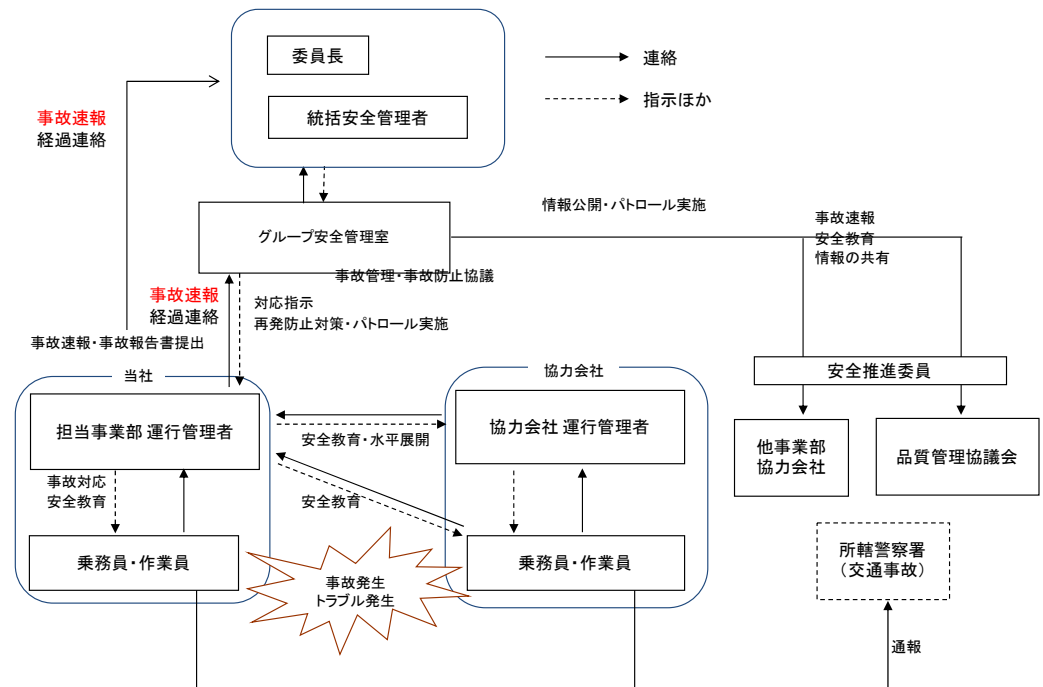 委員長
統括安全管理者
連絡
指示ほか
事故速報
経過連絡
グループ安全管理室
情報公開・パトロール実施
事故速報
安全教育
情報の共有
事故管理・事故防止協議
事故速報
経過連絡
対応指示
再発防止対策・パトロール実施
事故速報・事故報告書提出
当社
協力会社
安全推進委員
担当事業部 運行管理者
協力会社 運行管理者
安全教育・水平展開
他事業部
協力会社
品質管理協議会
事故対応
安全教育
安全教育
乗務員・作業員
乗務員・作業員
事故発生
トラブル発生
所轄警察署
（交通事故）
通報